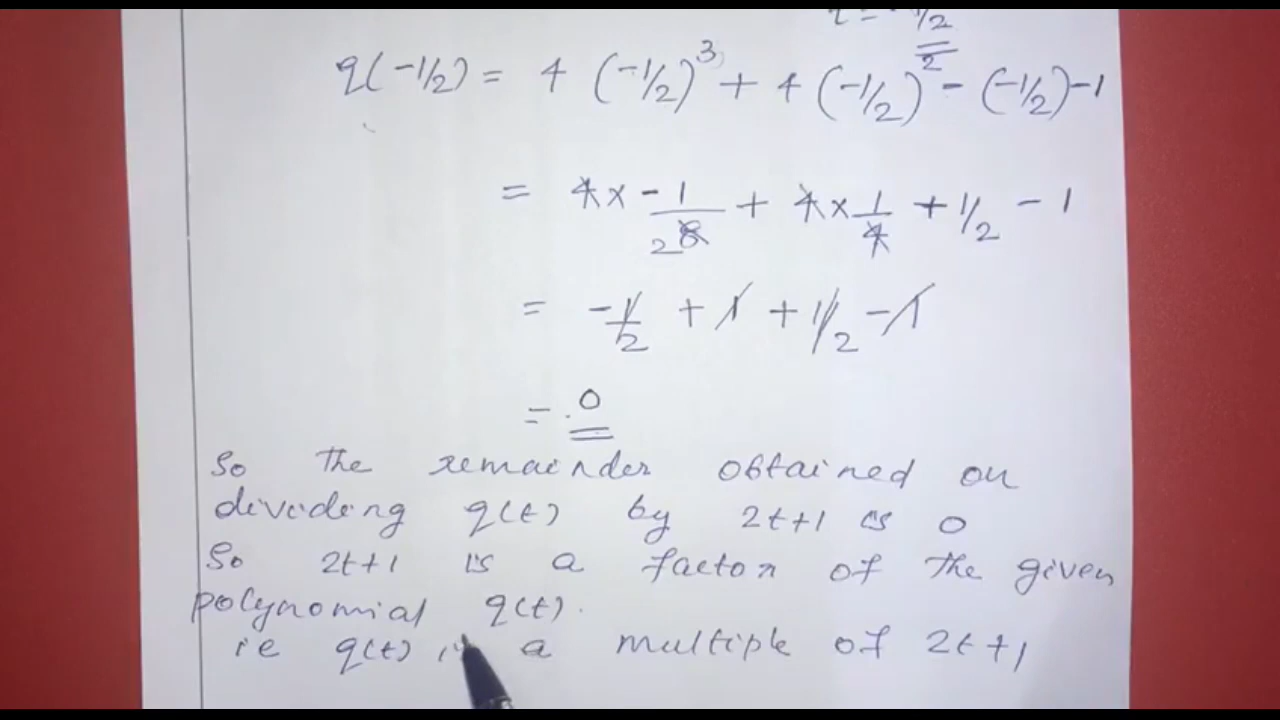 q(-1/2) = 4 (-1/2)³ + 4 (-1/2)² - (-1/2) - 1
= 4 x -1/8 2 + 4 x 1/4 + 1/2 - 1
= -1/2 + 1 + 1/2 - 1
= 0
So the remainder obtained on
dividing q(t) by 2t+1 is 0
So 2t+1 is a factor of the given
polynomial q(t).
ie q(t) is a multiple of 2t+1